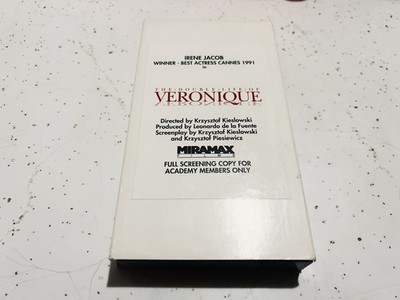 IRENE JACOB
WINNER - BEST ACTRESS CANNES 1991
in
THE DOUBLE LIFE OF
VERONIQUE
Directed by Krzysztof Kieslowski
Produced by Leonardo de la Fuente
Screenplay by Krzysztof Kieslowski
and Krzysztof Piesiewicz
MIRAMAX
FILMS
FULL SCREENING COPY FOR
ACADEMY MEMBERS ONLY